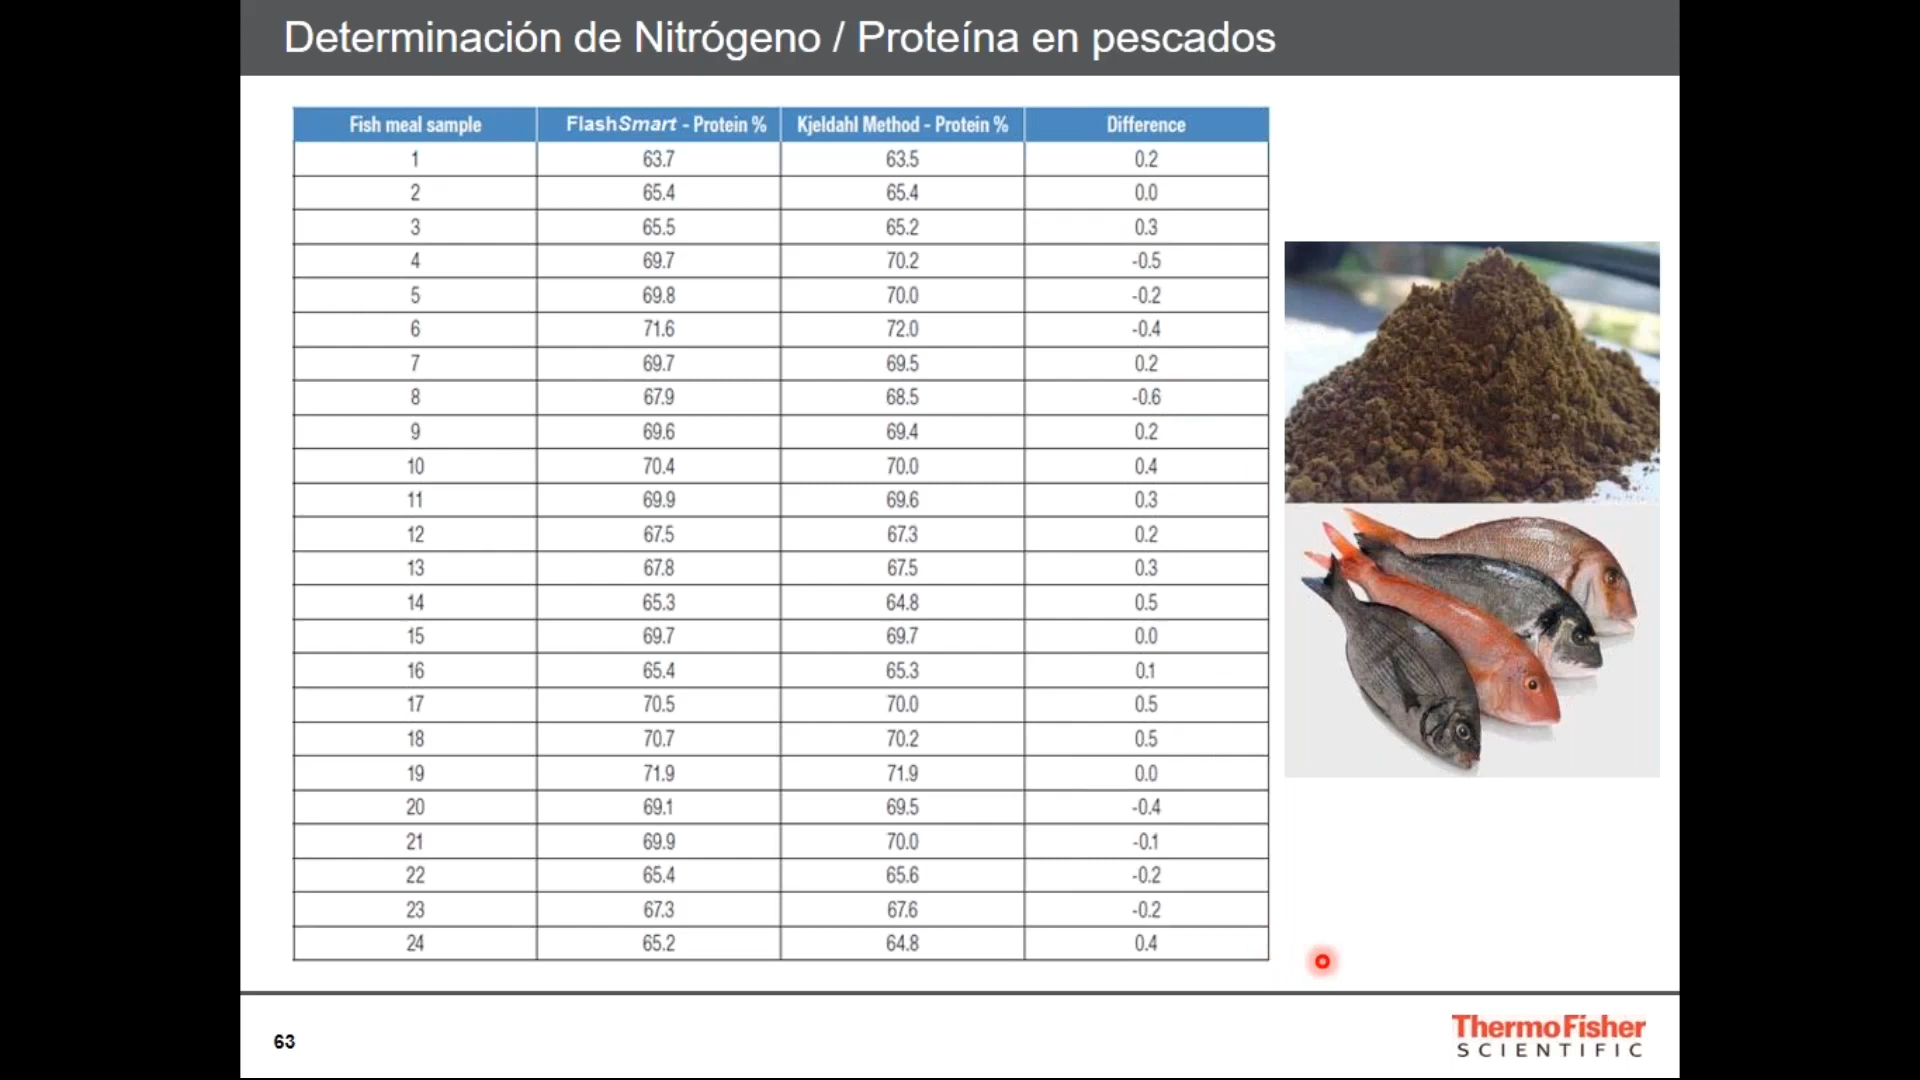 Determinación de Nitrógeno / Proteína en pescados
Fish meal sample FlashSmart - Protein % Kjeldahl Method - Protein % Difference
1 63.7 63.5 0.2
2 65.4 65.4 0.0
3 65.5 65.2 0.3
4 69.7 70.2 -0.5
5 69.8 70.0 -0.2
6 71.6 72.0 -0.4
7 69.7 69.5 0.2
8 67.9 68.5 -0.6
9 69.6 69.4 0.2
10 70.4 70.0 0.4
11 69.9 69.6 0.3
12 67.5 67.3 0.2
13 67.8 67.5 0.3
14 65.3 64.8 0.5
15 69.7 69.7 0.0
16 65.4 65.3 0.1
17 70.5 70.0 0.5
18 70.7 70.2 0.5
19 71.9 71.9 0.0
20 69.1 69.5 -0.4
21 69.9 70.0 -0.1
22 65.4 65.6 -0.2
23 67.3 67.6 -0.2
24 65.2 64.8 0.4
63
ThermoFisher
SCIENTIFIC